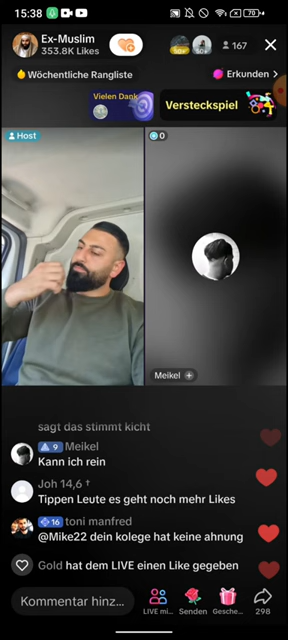 15:38
70
Ex-Muslim
353.8K Likes
167
Wöchentliche Rangliste
Erkunden
Vielen Dank
Versteckspiel
Host
0
Meikel +
sagt das stimmt kicht
9 Meikel
Kann ich rein
Joh 14,6 †
Tippen Leute es geht noch mehr Likes
16 toni manfred
@Mike22 dein kolege hat keine ahnung
Gold hat dem LIVE einen Like gegeben
Kommentar hinz...
LIVE mi...
Senden
Gesche...
298